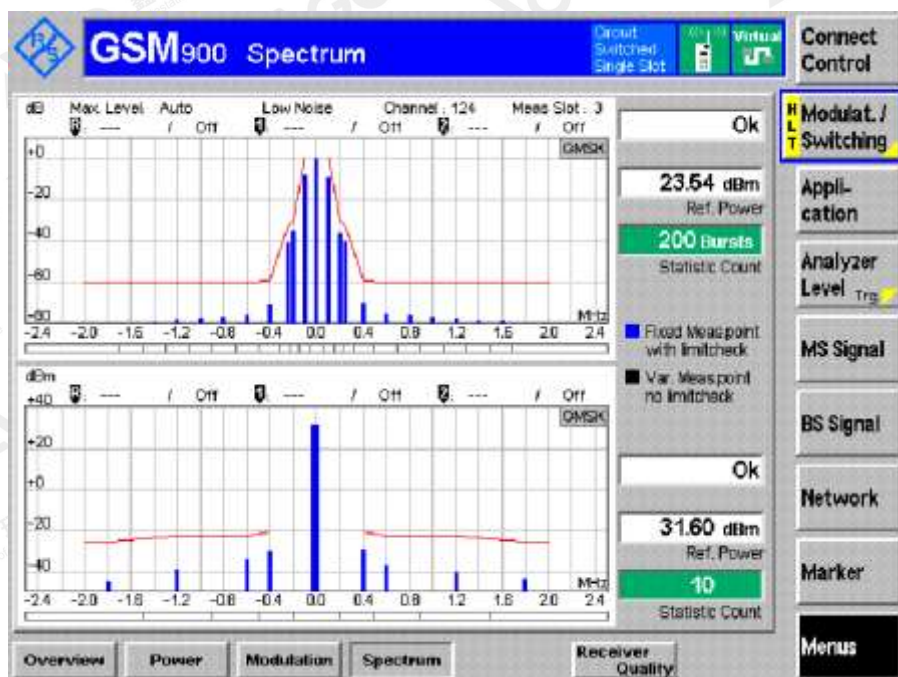 R S
GSM900 Spectrum
Circuit Switched Single Slot
Virtual
Connect Control
dB Max. Level Auto Low Noise Channel : 124 Meas Slot : 3
--- / Off --- / Off --- / Off
GMSK
+0
-20
-40
-60
-80
MHz
-2.4 -2.0 -1.6 -1.2 -0.8 -0.4 0.0 0.4 0.8 1.2 1.6 2.0 2.4
Ok
23.54 dBm
Ref. Power
200 Bursts
Statistic Count
Fixed Meas point with limitcheck
Var. Meas point no limitcheck
dBm
--- / Off --- / Off --- / Off
GMSK
+40
+20
+0
-20
-40
MHz
-2.4 -2.0 -1.6 -1.2 -0.8 -0.4 0.0 0.4 0.8 1.2 1.6 2.0 2.4
Ok
31.60 dBm
Ref. Power
10
Statistic Count
HLT
Modulat. / Switching
Appli- cation
Analyzer Level Trg.
MS Signal
BS Signal
Network
Marker
Menus
Overview Power Modulation Spectrum Receiver Quality